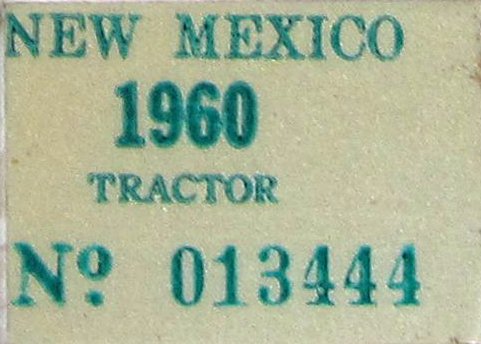 NEW MEXICO
1960
TRACTOR
Nº 013444